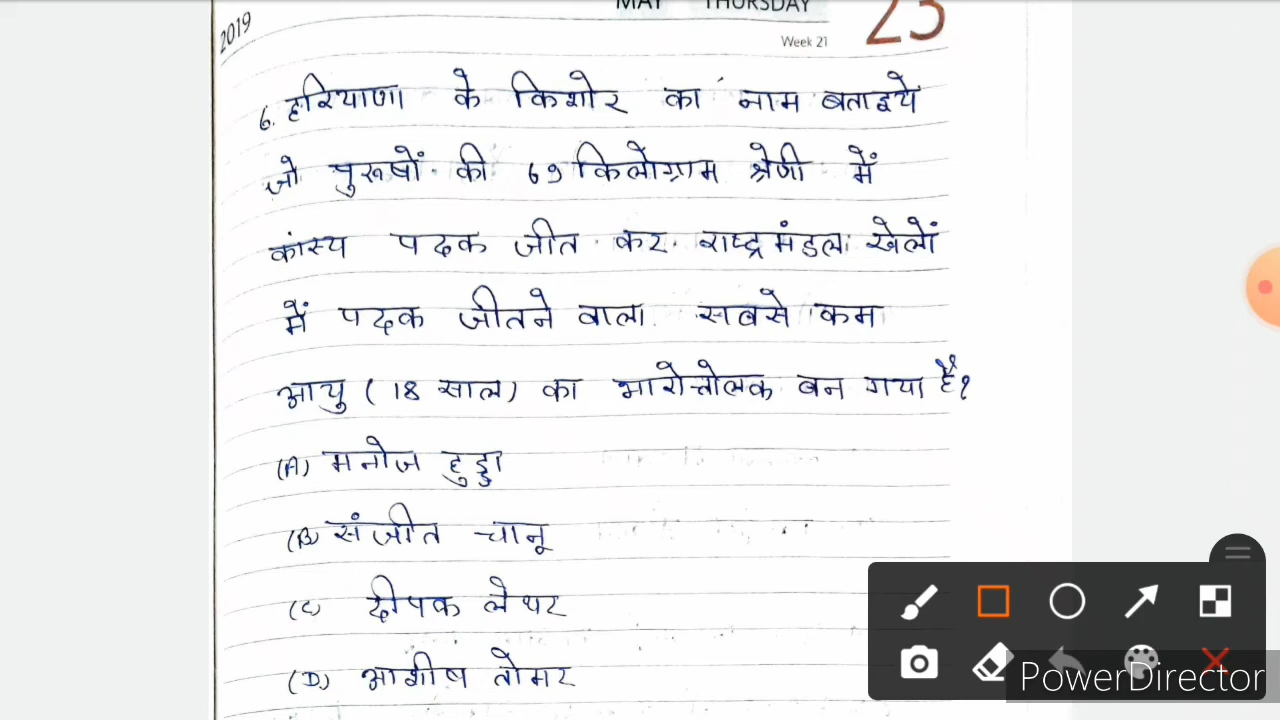 2019
MAY THURSDAY 23
Week 21
6. हरियाणा के किशोर का नाम बताइये
जो पुरूषों की 69 किलोग्राम श्रेणी में
कांस्य पदक जीत कर राष्ट्रमंडल खेलों
में पदक जीतने वाला सबसे कम
आयु (18 साल) का भारोत्तोलक बन गया है?
(A) मनोज हुड्डा
(B) संजीत चानू
(C) दीपक लेथर
(D) आशीष तोमर
PowerDirector